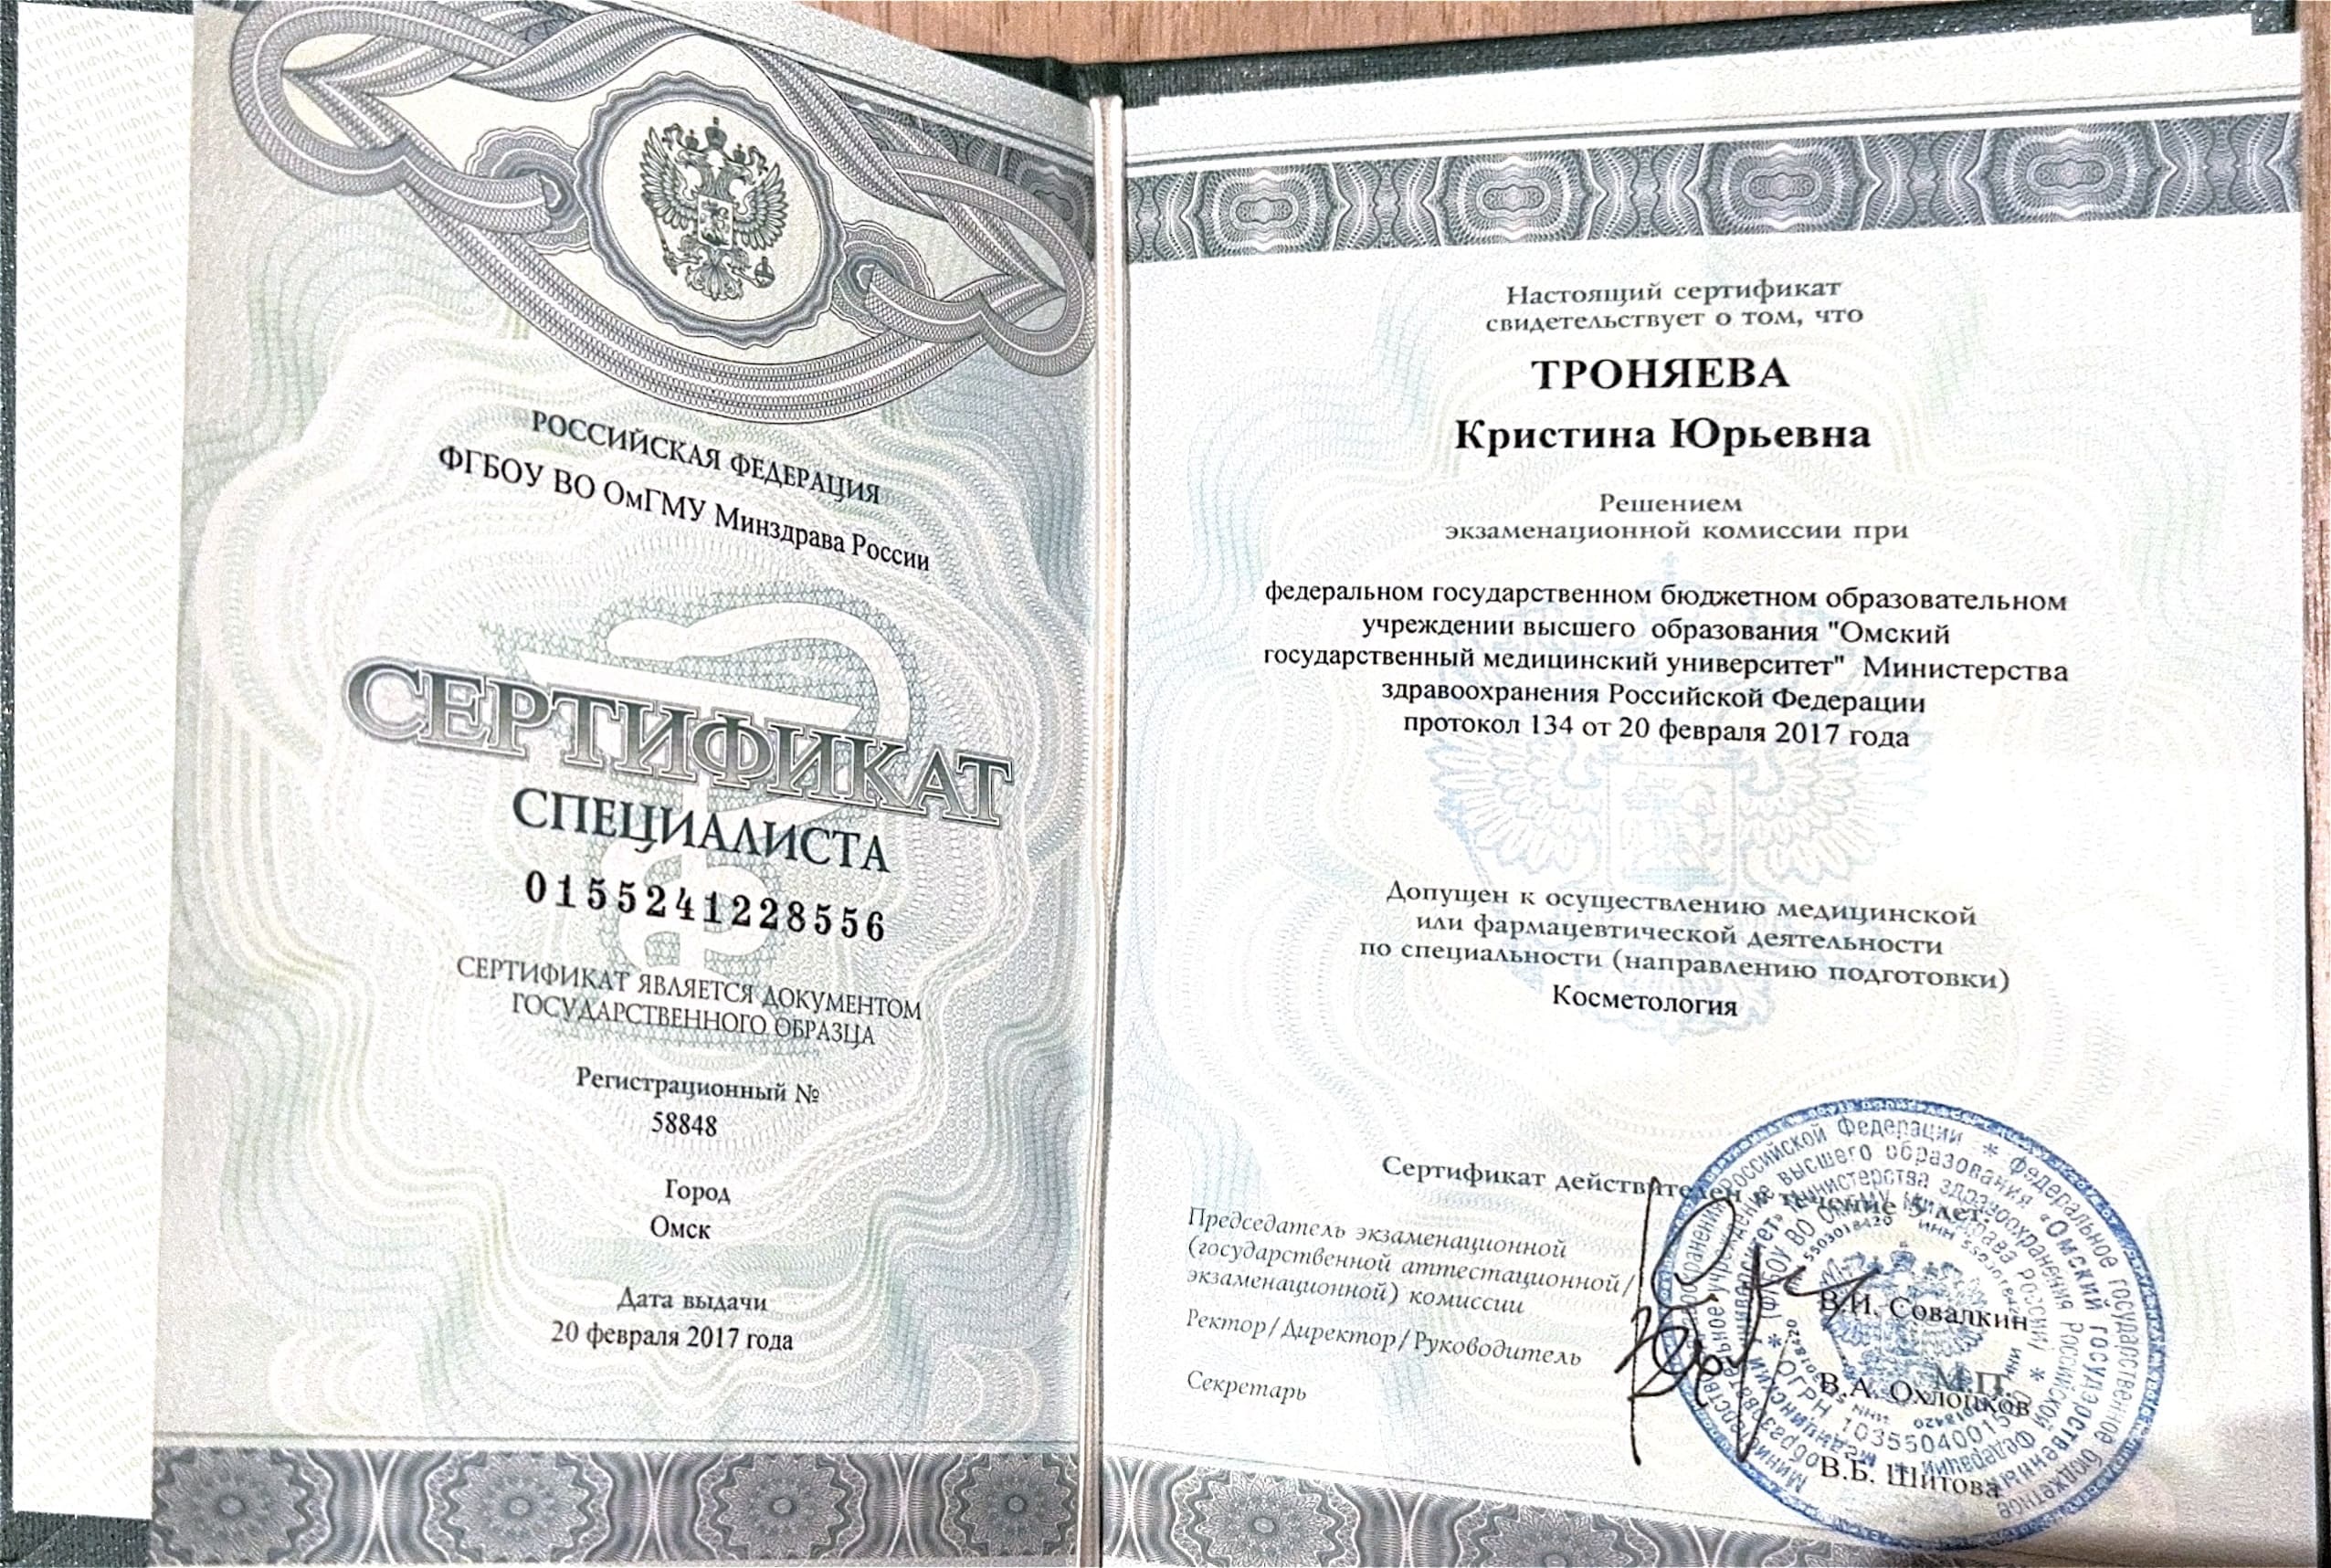 РОССИЙСКАЯ ФЕДЕРАЦИЯ
ФГБОУ ВО ОмГМУ Минздрава России
СЕРТИФИКАТ
СПЕЦИАЛИСТА
0155241228556
СЕРТИФИКАТ ЯВЛЯЕТСЯ ДОКУМЕНТОМ
ГОСУДАРСТВЕННОГО ОБРАЗЦА
Регистрационный №
58848
Город
Омск
Дата выдачи
20 февраля 2017 года
Настоящий сертификат
свидетельствует о том, что
ТРОНЯЕВА
Кристина Юрьевна
Решением
экзаменационной комиссии при
федеральном государственном бюджетном образовательном
учреждении высшего образования "Омский
государственный медицинский университет" Министерства
здравоохранения Российской Федерации
протокол 134 от 20 февраля 2017 года
Допущен к осуществлению медицинской
или фармацевтической деятельности
по специальности (направлению подготовки)
Косметология
Сертификат действителен в течение 5 лет.
Председатель экзаменационной
(государственной аттестационной/
экзаменационной) комиссии
Ректор/Директор/Руководитель
Секретарь
В.И. Совалкин
М.П.
В.А. Охлопков
В.Б. Шитова